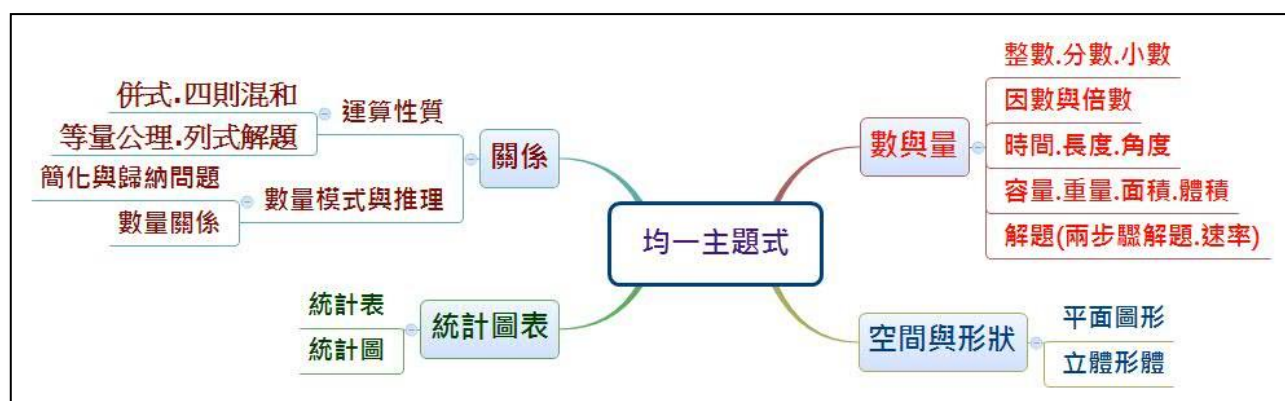 均一主題式
數與量
整數.分數.小數
因數與倍數
時間.長度.角度
容量.重量.面積.體積
解題(兩步驟解題.速率)
空間與形狀
平面圖形
立體形體
關係
運算性質
併式.四則混和
等量公理.列式解題
數量模式與推理
簡化與歸納問題
數量關係
統計圖表
統計表
統計圖